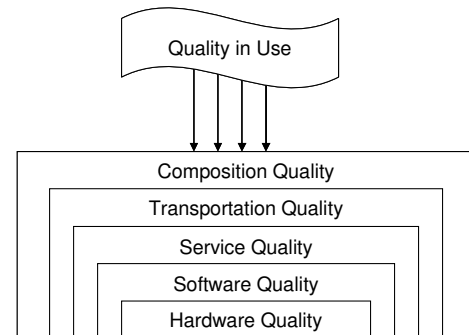 Quality in Use
Composition Quality
Transportation Quality
Service Quality
Software Quality
Hardware Quality